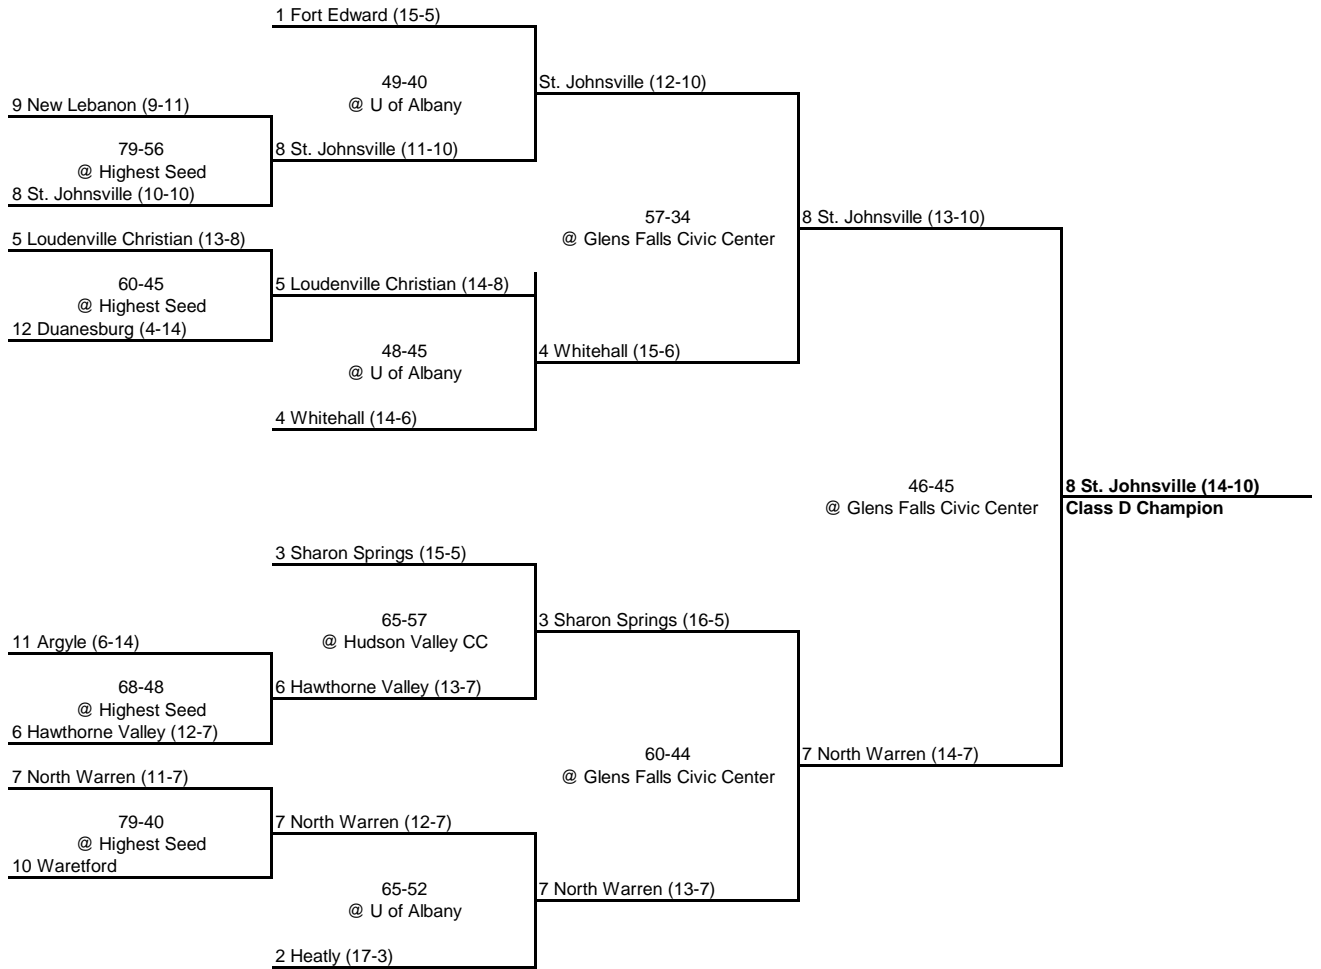 1 Fort Edward (15-5)
49-40
@ U of Albany
St. Johnsville (12-10)
9 New Lebanon (9-11)
79-56
@ Highest Seed
8 St. Johnsville (11-10)
8 St. Johnsville (10-10)
57-34
@ Glens Falls Civic Center
8 St. Johnsville (13-10)
5 Loudenville Christian (13-8)
60-45
@ Highest Seed
5 Loudenville Christian (14-8)
12 Duanesburg (4-14)
48-45
@ U of Albany
4 Whitehall (15-6)
4 Whitehall (14-6)
46-45
@ Glens Falls Civic Center
8 St. Johnsville (14-10)
Class D Champion
3 Sharon Springs (15-5)
65-57
@ Hudson Valley CC
3 Sharon Springs (16-5)
11 Argyle (6-14)
68-48
@ Highest Seed
6 Hawthorne Valley (13-7)
6 Hawthorne Valley (12-7)
60-44
@ Glens Falls Civic Center
7 North Warren (14-7)
7 North Warren (11-7)
79-40
@ Highest Seed
7 North Warren (12-7)
10 Waretford
65-52
@ U of Albany
7 North Warren (13-7)
2 Heatly (17-3)